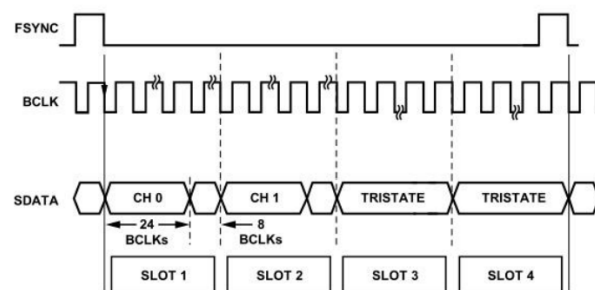 FSYNC
BCLK
SDATA
CH 0
CH 1
TRISTATE
TRISTATE
24
BCLKs
8
BCLKs
SLOT 1
SLOT 2
SLOT 3
SLOT 4